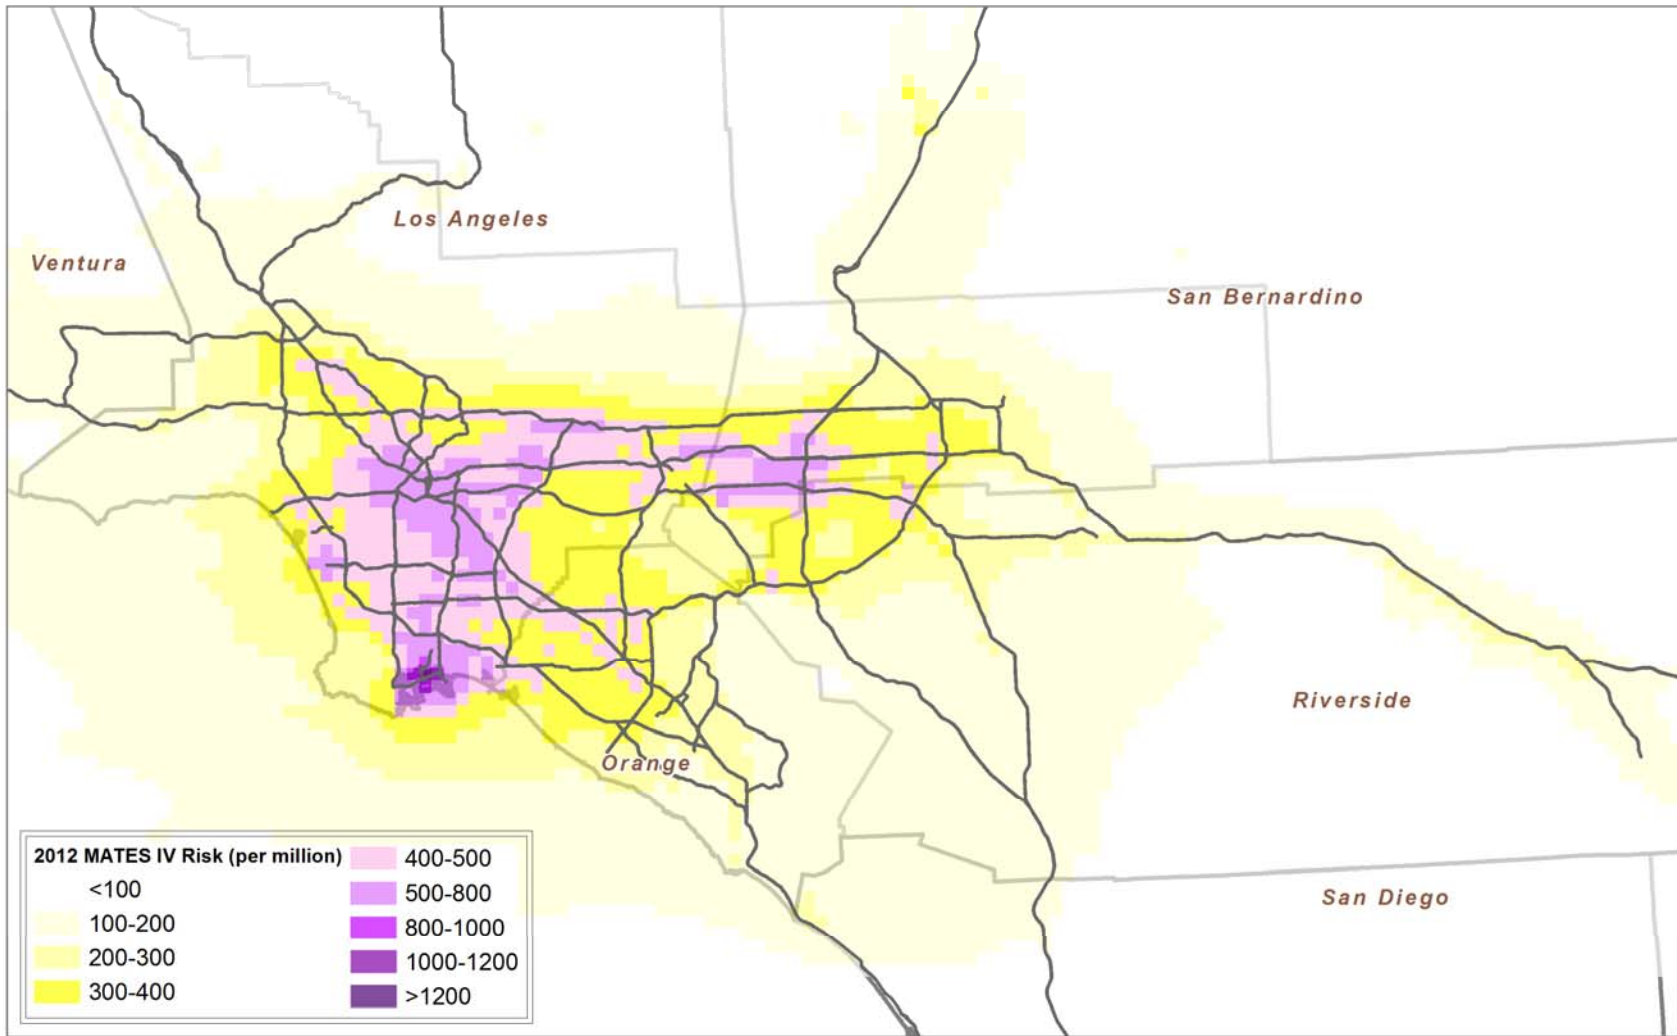 Los Angeles
Ventura
San Bernardino
Riverside
Orange
San Diego
2012 MATES IV Risk (per million)
<100
100-200
200-300
300-400
400-500
500-800
800-1000
1000-1200
>1200